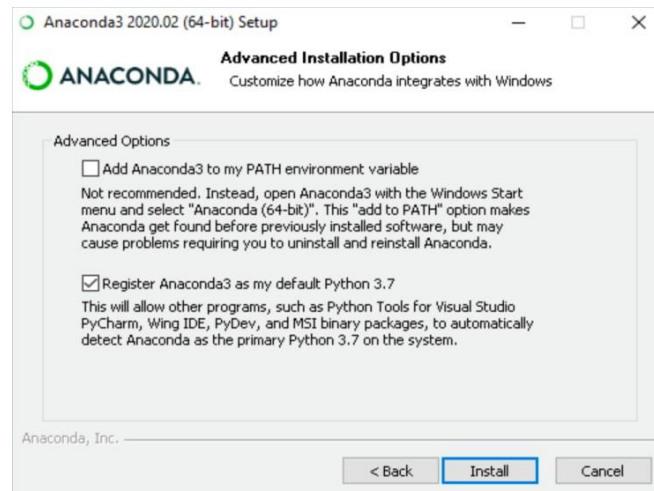 Anaconda3 2020.02 (64-bit) Setup
ANACONDA.
Advanced Installation Options
Customize how Anaconda integrates with Windows
Advanced Options
Add Anaconda3 to my PATH environment variable
Not recommended. Instead, open Anaconda3 with the Windows Start
menu and select "Anaconda (64-bit)". This "add to PATH" option makes
Anaconda get found before previously installed software, but may
cause problems requiring you to uninstall and reinstall Anaconda.
Register Anaconda3 as my default Python 3.7
This will allow other programs, such as Python Tools for Visual Studio
PyCharm, Wing IDE, PyDev, and MSI binary packages, to automatically
detect Anaconda as the primary Python 3.7 on the system.
Anaconda, Inc.
< Back Install Cancel